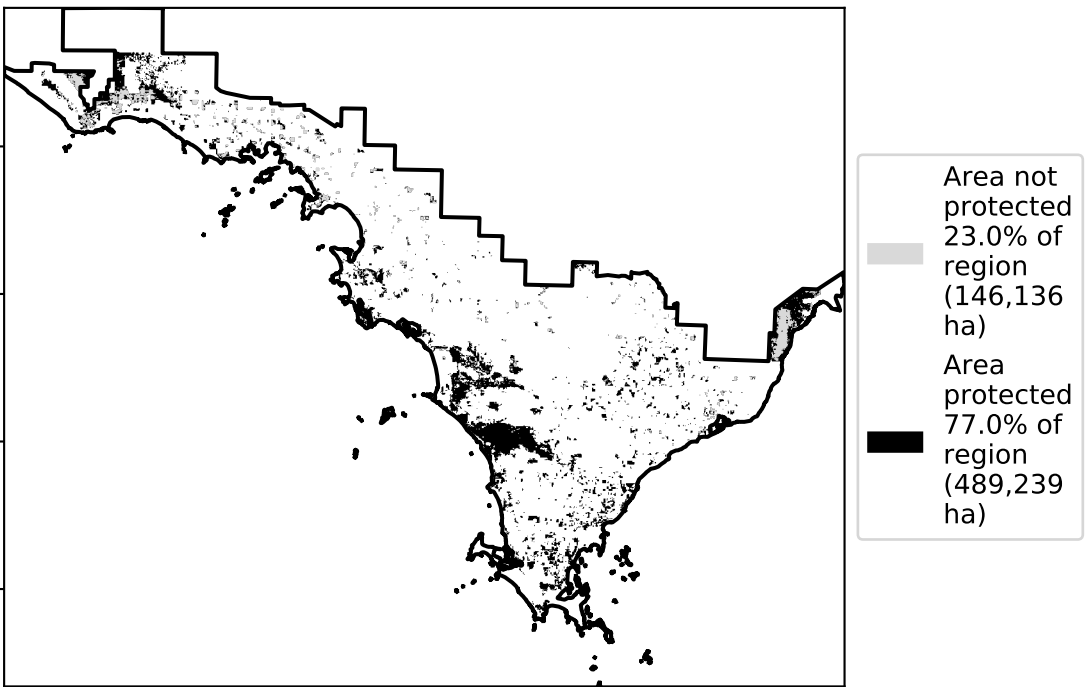 Area not
protected
23.0% of
region
(146,136
ha)
Area
protected
77.0% of
region
(489,239
ha)